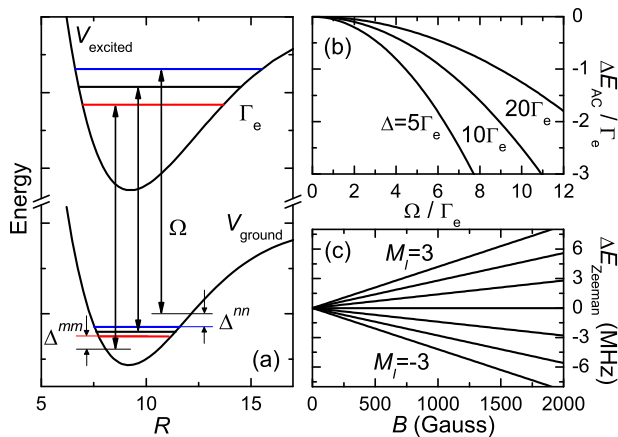 V_excited
Γ_e
Energy
Ω
V_ground
Δ^nn
Δ^mm
(a)
5
10
15
R
(b)
Δ=5Γ_e
10Γ_e
20Γ_e
0
-1
-2
-3
ΔE_AC / Γ_e
0
2
4
6
8
10
12
Ω / Γ_e
(c)
M_I=3
M_I=-3
6
3
0
-3
-6
ΔE_Zeeman (MHz)
0
500
1000
1500
2000
B (Gauss)